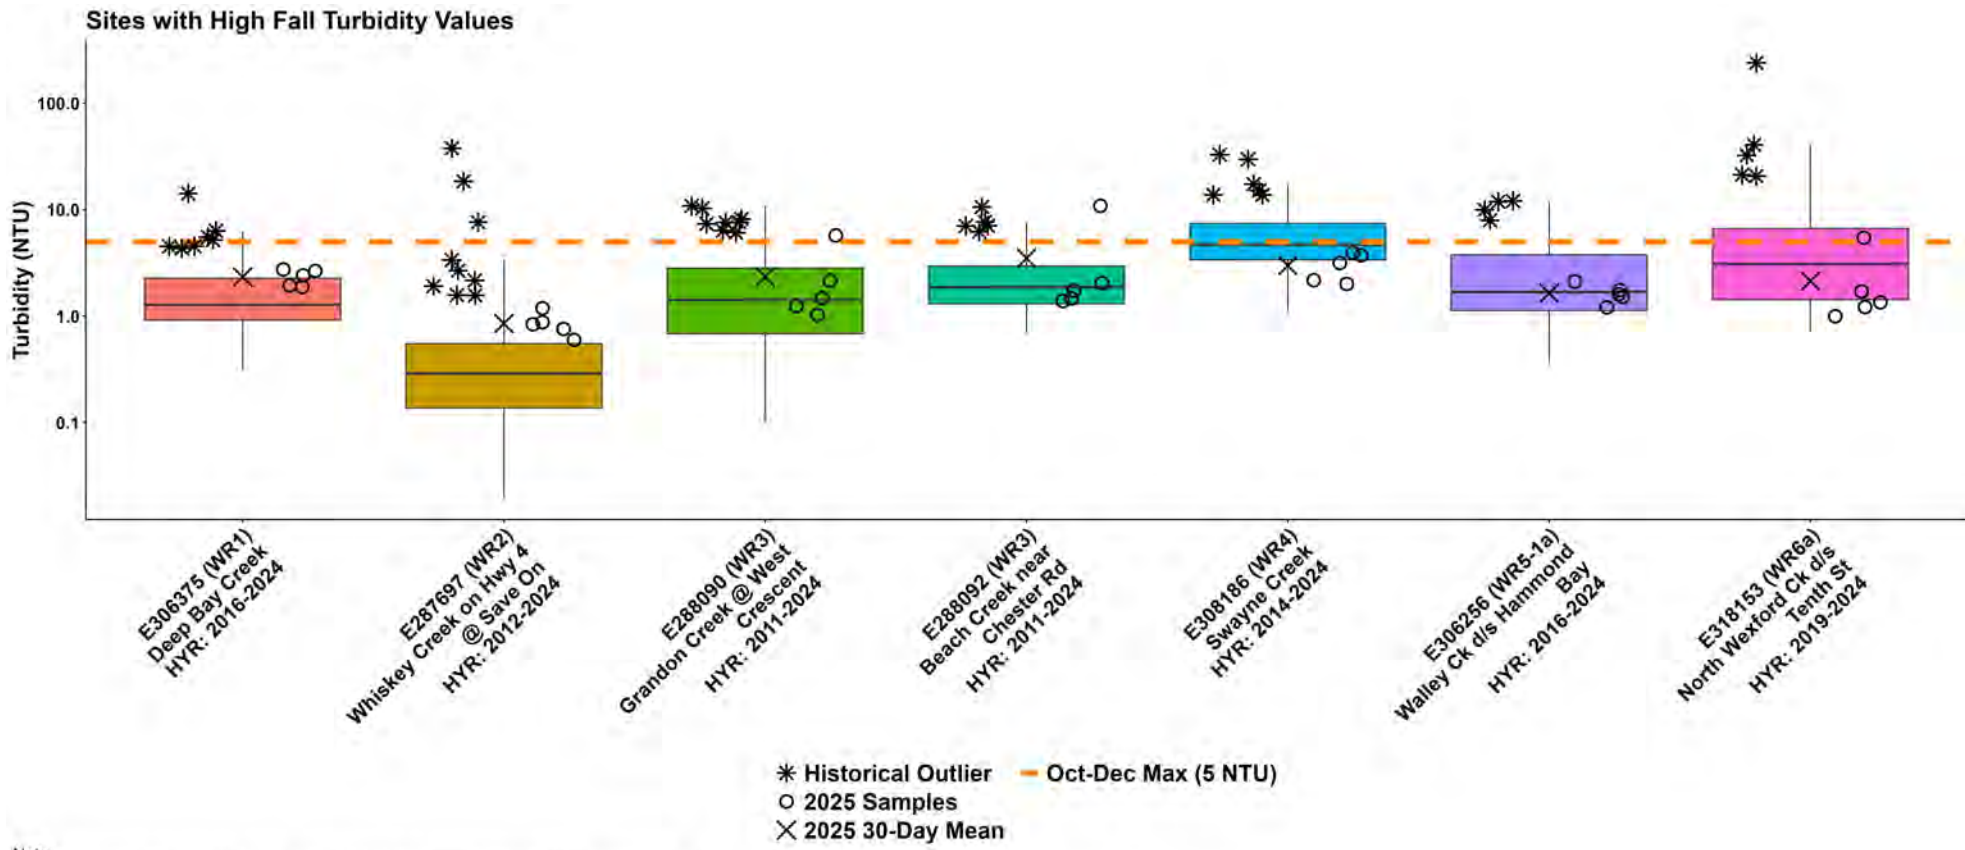 Sites with High Fall Turbidity Values
Turbidity (NTU)
100.0
10.0
1.0
0.1
E306375 (WR1)
Deep Bay Creek
HYR: 2016-2024
E287697 (WR2)
Whiskey Creek on Hwy 4
@ Save On
HYR: 2012-2024
E288090 (WR3)
Grandon Creek @ West
Crescent
HYR: 2011-2024
E288092 (WR3)
Beach Creek near
Chester Rd
HYR: 2011-2024
E308186 (WR4)
Swayne Creek
HYR: 2014-2024
E306256 (WR5-1a)
Walley Ck d/s Hammond
Bay
HYR: 2016-2024
E318153 (WR6a)
North Wexford Ck d/s
Tenth St
HYR: 2019-2024
Historical Outlier
Oct-Dec Max (5 NTU)
2025 Samples
2025 30-Day Mean